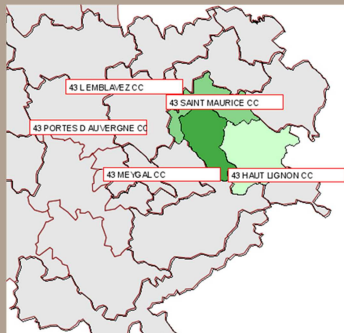 43 L EMBLAVEZ CC
43 SAINT MAURICE CC
43 PORTES D AUVERGNE CC
43 MEYGAL CC
43 HAUT LIGNON CC